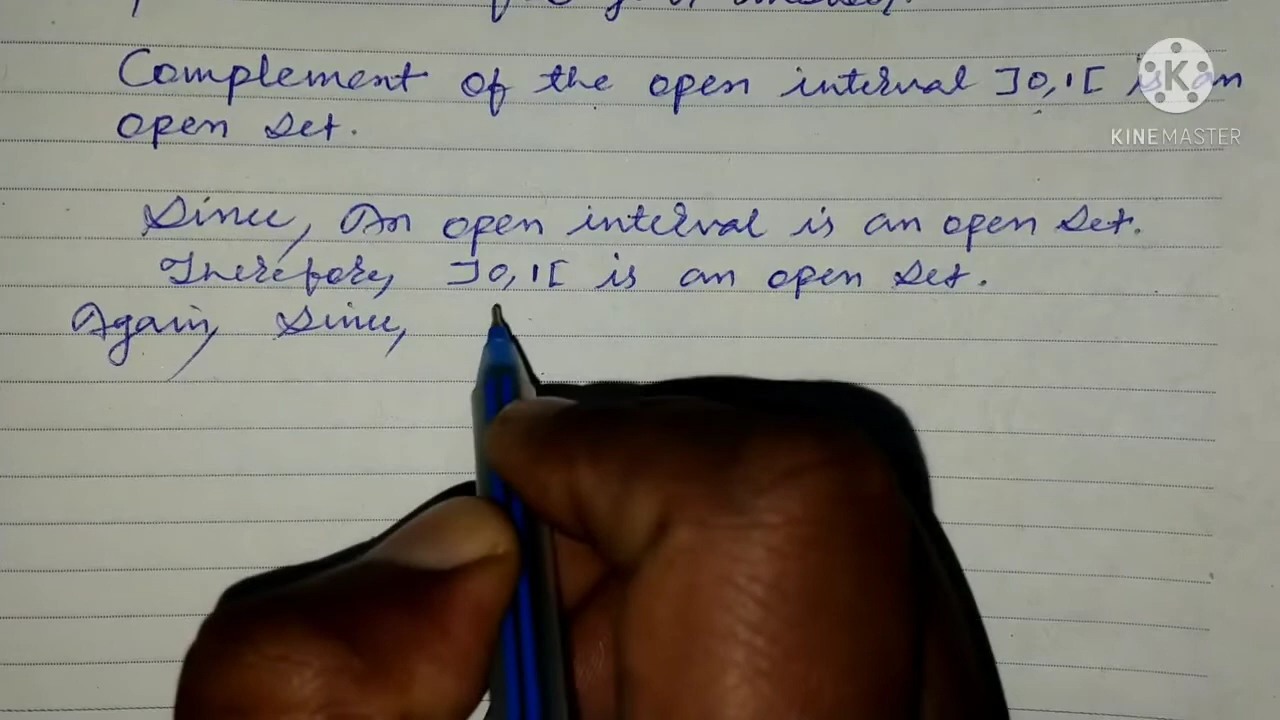 Complement of the open interval ]0,1[ is an
open set.
KINEMASTER
Since, An open interval is an open set.
Therefore, ]0,1[ is an open set.
Again, Since,